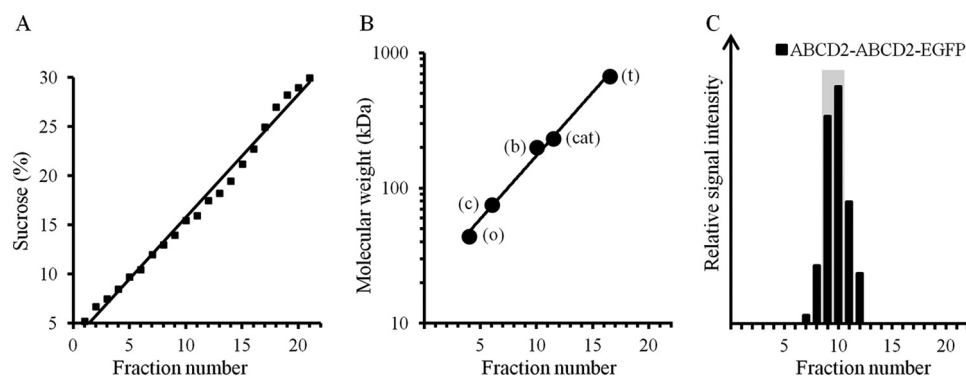 A
Sucrose (%)
30
25
20
15
10
5
0
5
10
15
20
Fraction number
B
Molecular weight (kDa)
1000
100
10
(t)
(cat)
(b)
(c)
(o)
5
10
15
20
Fraction number
C
ABCD2-ABCD2-EGFP
Relative signal intensity
5
10
15
20
Fraction number